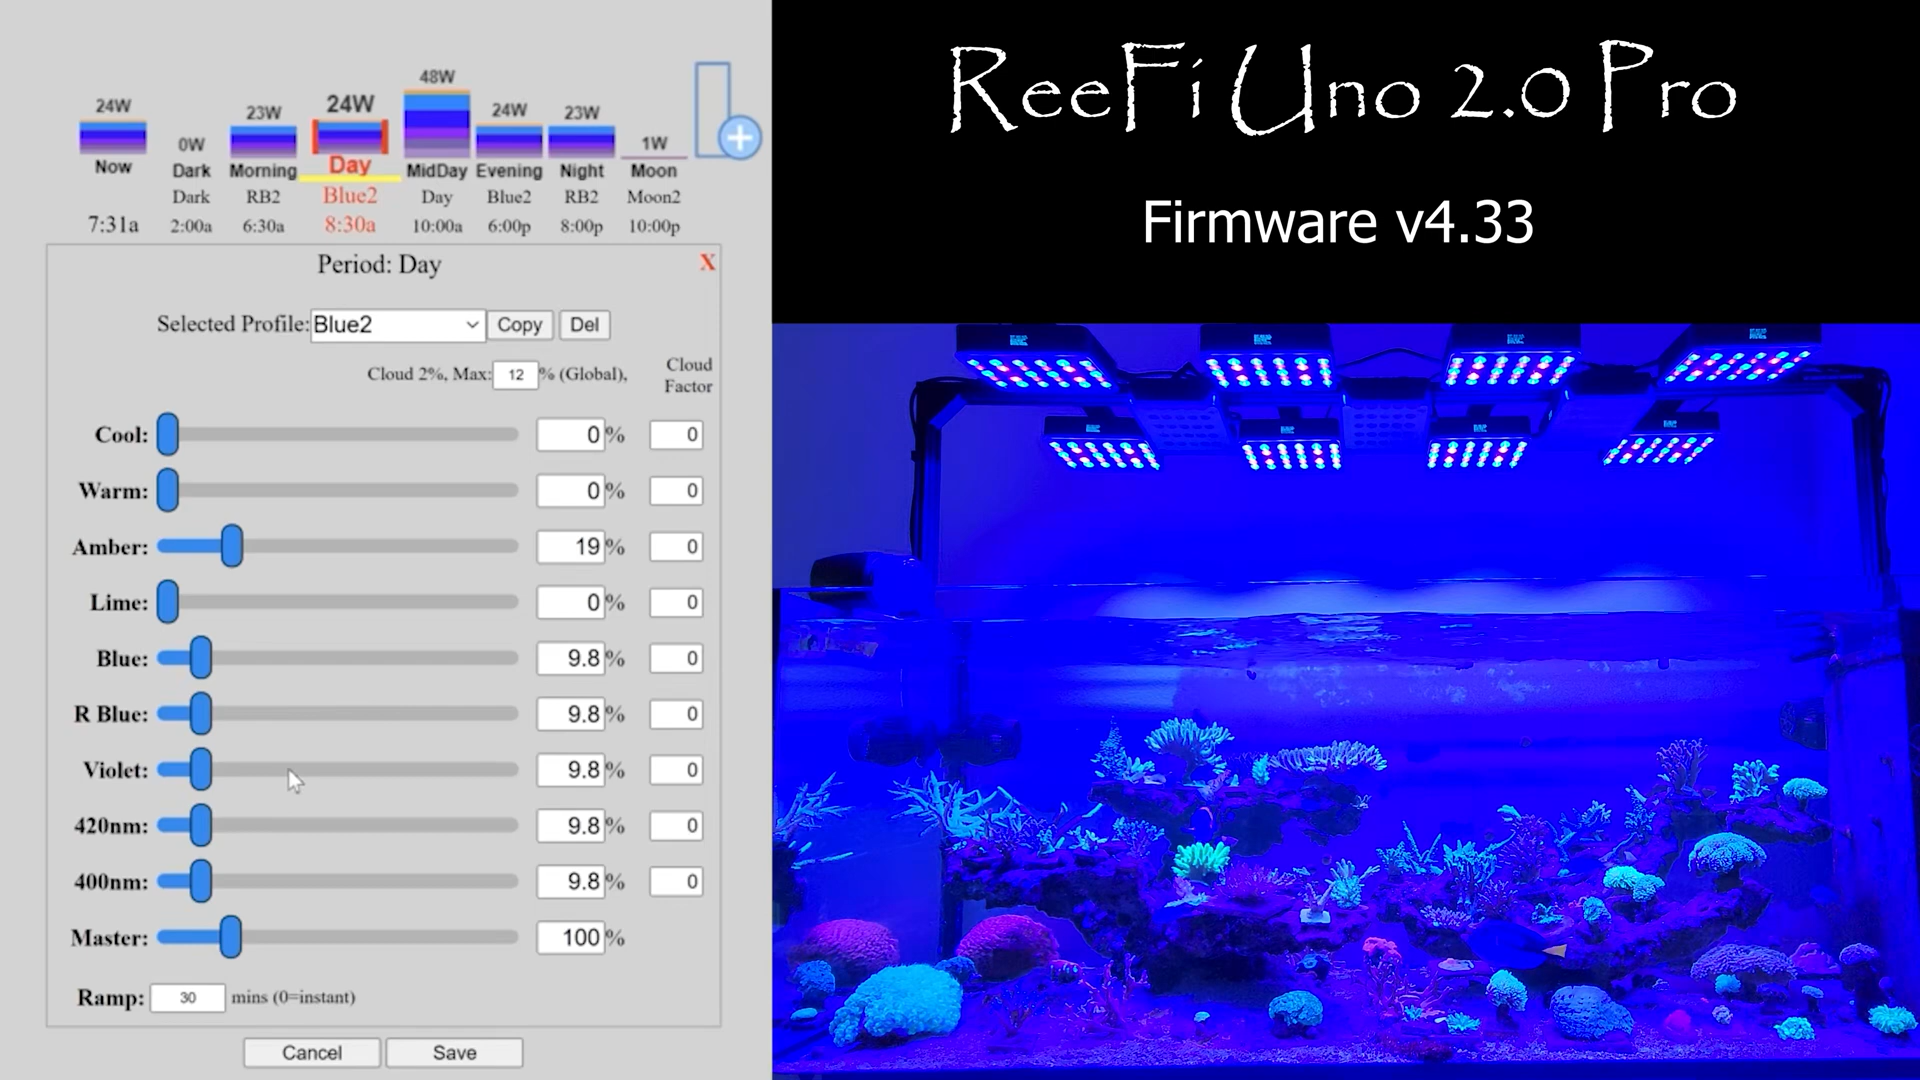 48W
24W 0W 23W 24W 24W 23W 1W
Now Dark Morning Day MidDay Evening Night Moon
Dark RB2 Blue2 Day Blue2 RB2 Moon2
7:31a 2:00a 6:30a 8:30a 10:00a 6:00p 8:00p 10:00p
Period: Day X
Selected Profile: Blue2 Copy Del
Cloud 2%, Max: 12 % (Global), Cloud
Factor
Cool: 0 % 0
Warm: 0 % 0
Amber: 19 % 0
Lime: 0 % 0
Blue: 9.8 % 0
R Blue: 9.8 % 0
Violet: 9.8 % 0
420nm: 9.8 % 0
400nm: 9.8 % 0
Master: 100 %
Ramp: 30 mins (0=instant)
Cancel Save
ReeFi Uno 2.0 Pro
Firmware v4.33